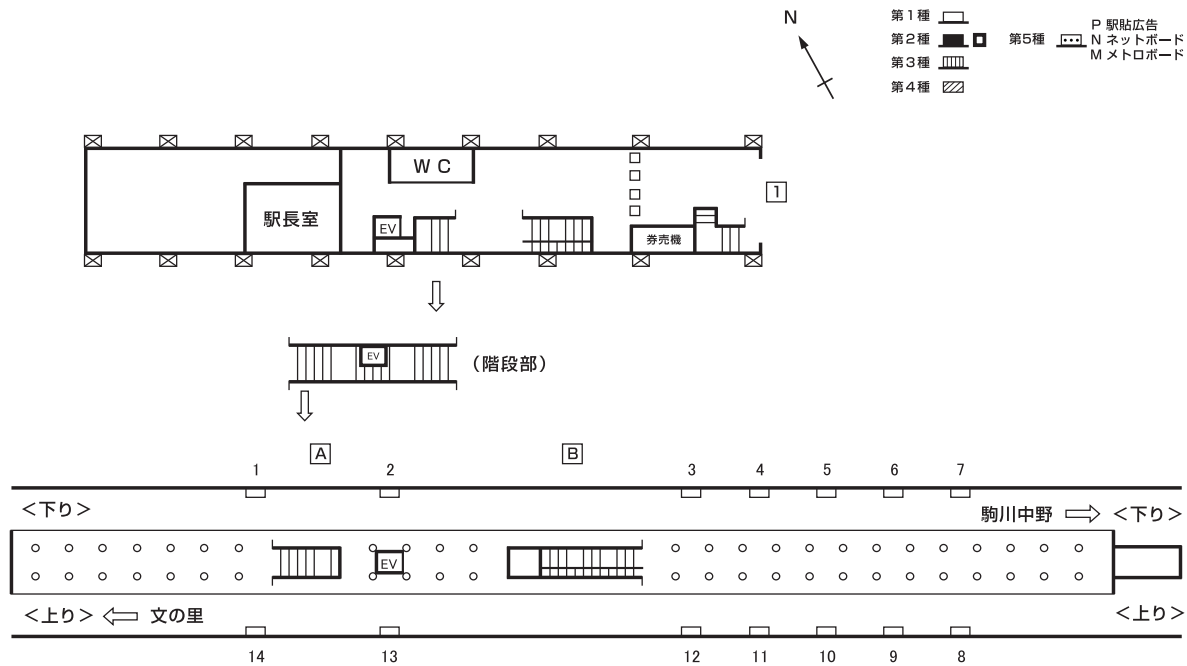 N
第1種
第2種
第3種
第4種
第5種
P 駅貼広告
N ネットボード
M メトロボード
WC
駅長室
EV
券売機
1
EV
(階段部)
A
B
1 2 3 4 5 6 7
<下り>
駒川中野
<下り>
EV
<上り>
文の里
<上り>
14 13 12 11 10 9 8